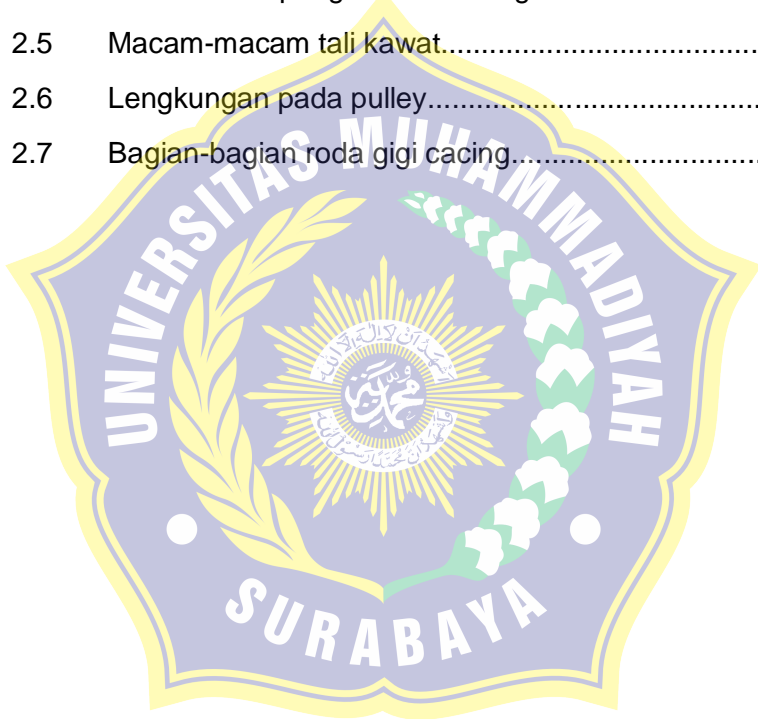 2.5 Macam-macam tali kawat..........................................
2.6 Lengkungan pada pulley............................................
2.7 Bagian-bagian roda gigi cacing................................
UNIVERSITAS MUHAMMADIYAH
SURABAYA